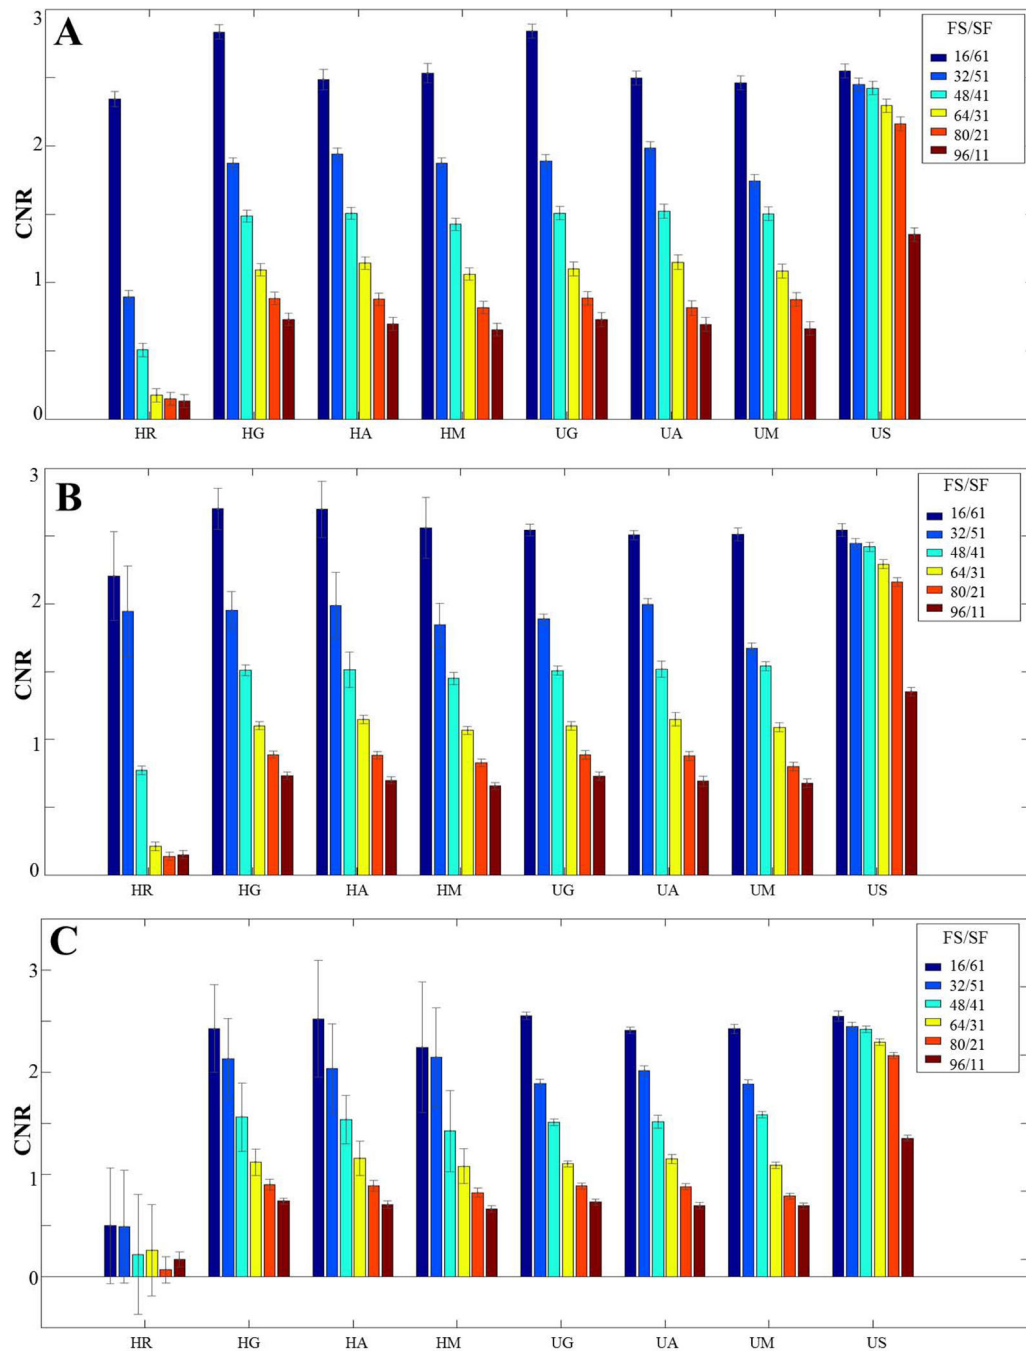 A
3
2
1
0
CNR
FS/SF
16/61
32/51
48/41
64/31
80/21
96/11
HR HG HA HM UG UA UM US
B
3
2
1
0
CNR
FS/SF
16/61
32/51
48/41
64/31
80/21
96/11
HR HG HA HM UG UA UM US
C
3
2
1
0
CNR
FS/SF
16/61
32/51
48/41
64/31
80/21
96/11
HR HG HA HM UG UA UM US